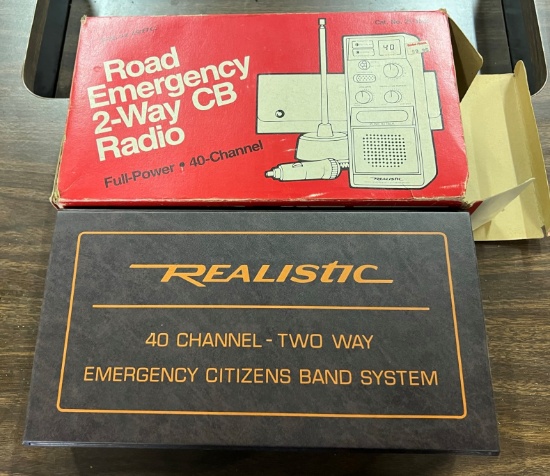 Road
Emergency
2-Way CB
Radio
Full-Power • 40-Channel
40
REALISTIC
REALISTIC
40 CHANNEL - TWO WAY
EMERGENCY CITIZENS BAND SYSTEM